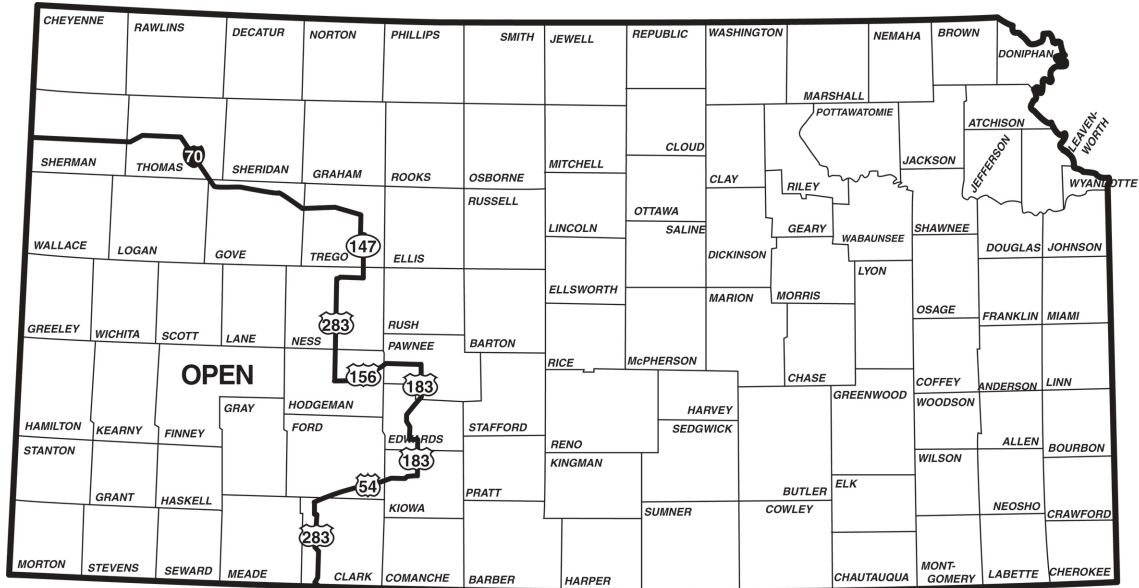 CHEYENNE
RAWLINS
DECATUR
NORTON
PHILLIPS
SMITH
JEWELL
REPUBLIC
WASHINGTON
MARSHALL
NEMAHA
BROWN
DONIPHAN
SHERMAN
THOMAS
70
SHERIDAN
GRAHAM
ROOKS
OSBORNE
MITCHELL
CLOUD
CLAY
RILEY
POTTAWATOMIE
JACKSON
ATCHISON
JEFFERSON
LEAVEN-
WORTH
WYANDOTTE
WALLACE
LOGAN
GOVE
TREGO
147
ELLIS
RUSSELL
LINCOLN
OTTAWA
SALINE
DICKINSON
GEARY
WABAUNSEE
SHAWNEE
DOUGLAS
JOHNSON
GREELEY
WICHITA
SCOTT
LANE
NESS
283
RUSH
BARTON
ELLSWORTH
RICE
McPHERSON
MARION
MORRIS
CHASE
LYON
OSAGE
FRANKLIN
MIAMI
OPEN
156
PAWNEE
183
HAMILTON
KEARNY
FINNEY
GRAY
HODGEMAN
FORD
EDWARDS
STAFFORD
RENO
HARVEY
SEDGWICK
GREENWOOD
COFFEY
ANDERSON
LINN
WOODSON
ALLEN
BOURBON
STANTON
GRANT
HASKELL
54
183
KIOWA
PRATT
KINGMAN
BUTLER
ELK
WILSON
NEOSHO
CRAWFORD
MORTON
STEVENS
SEWARD
MEADE
283
CLARK
COMANCHE
BARBER
HARPER
SUMNER
COWLEY
CHAUTAUQUA
MONT-
GOMERY
LABETTE
CHEROKEE